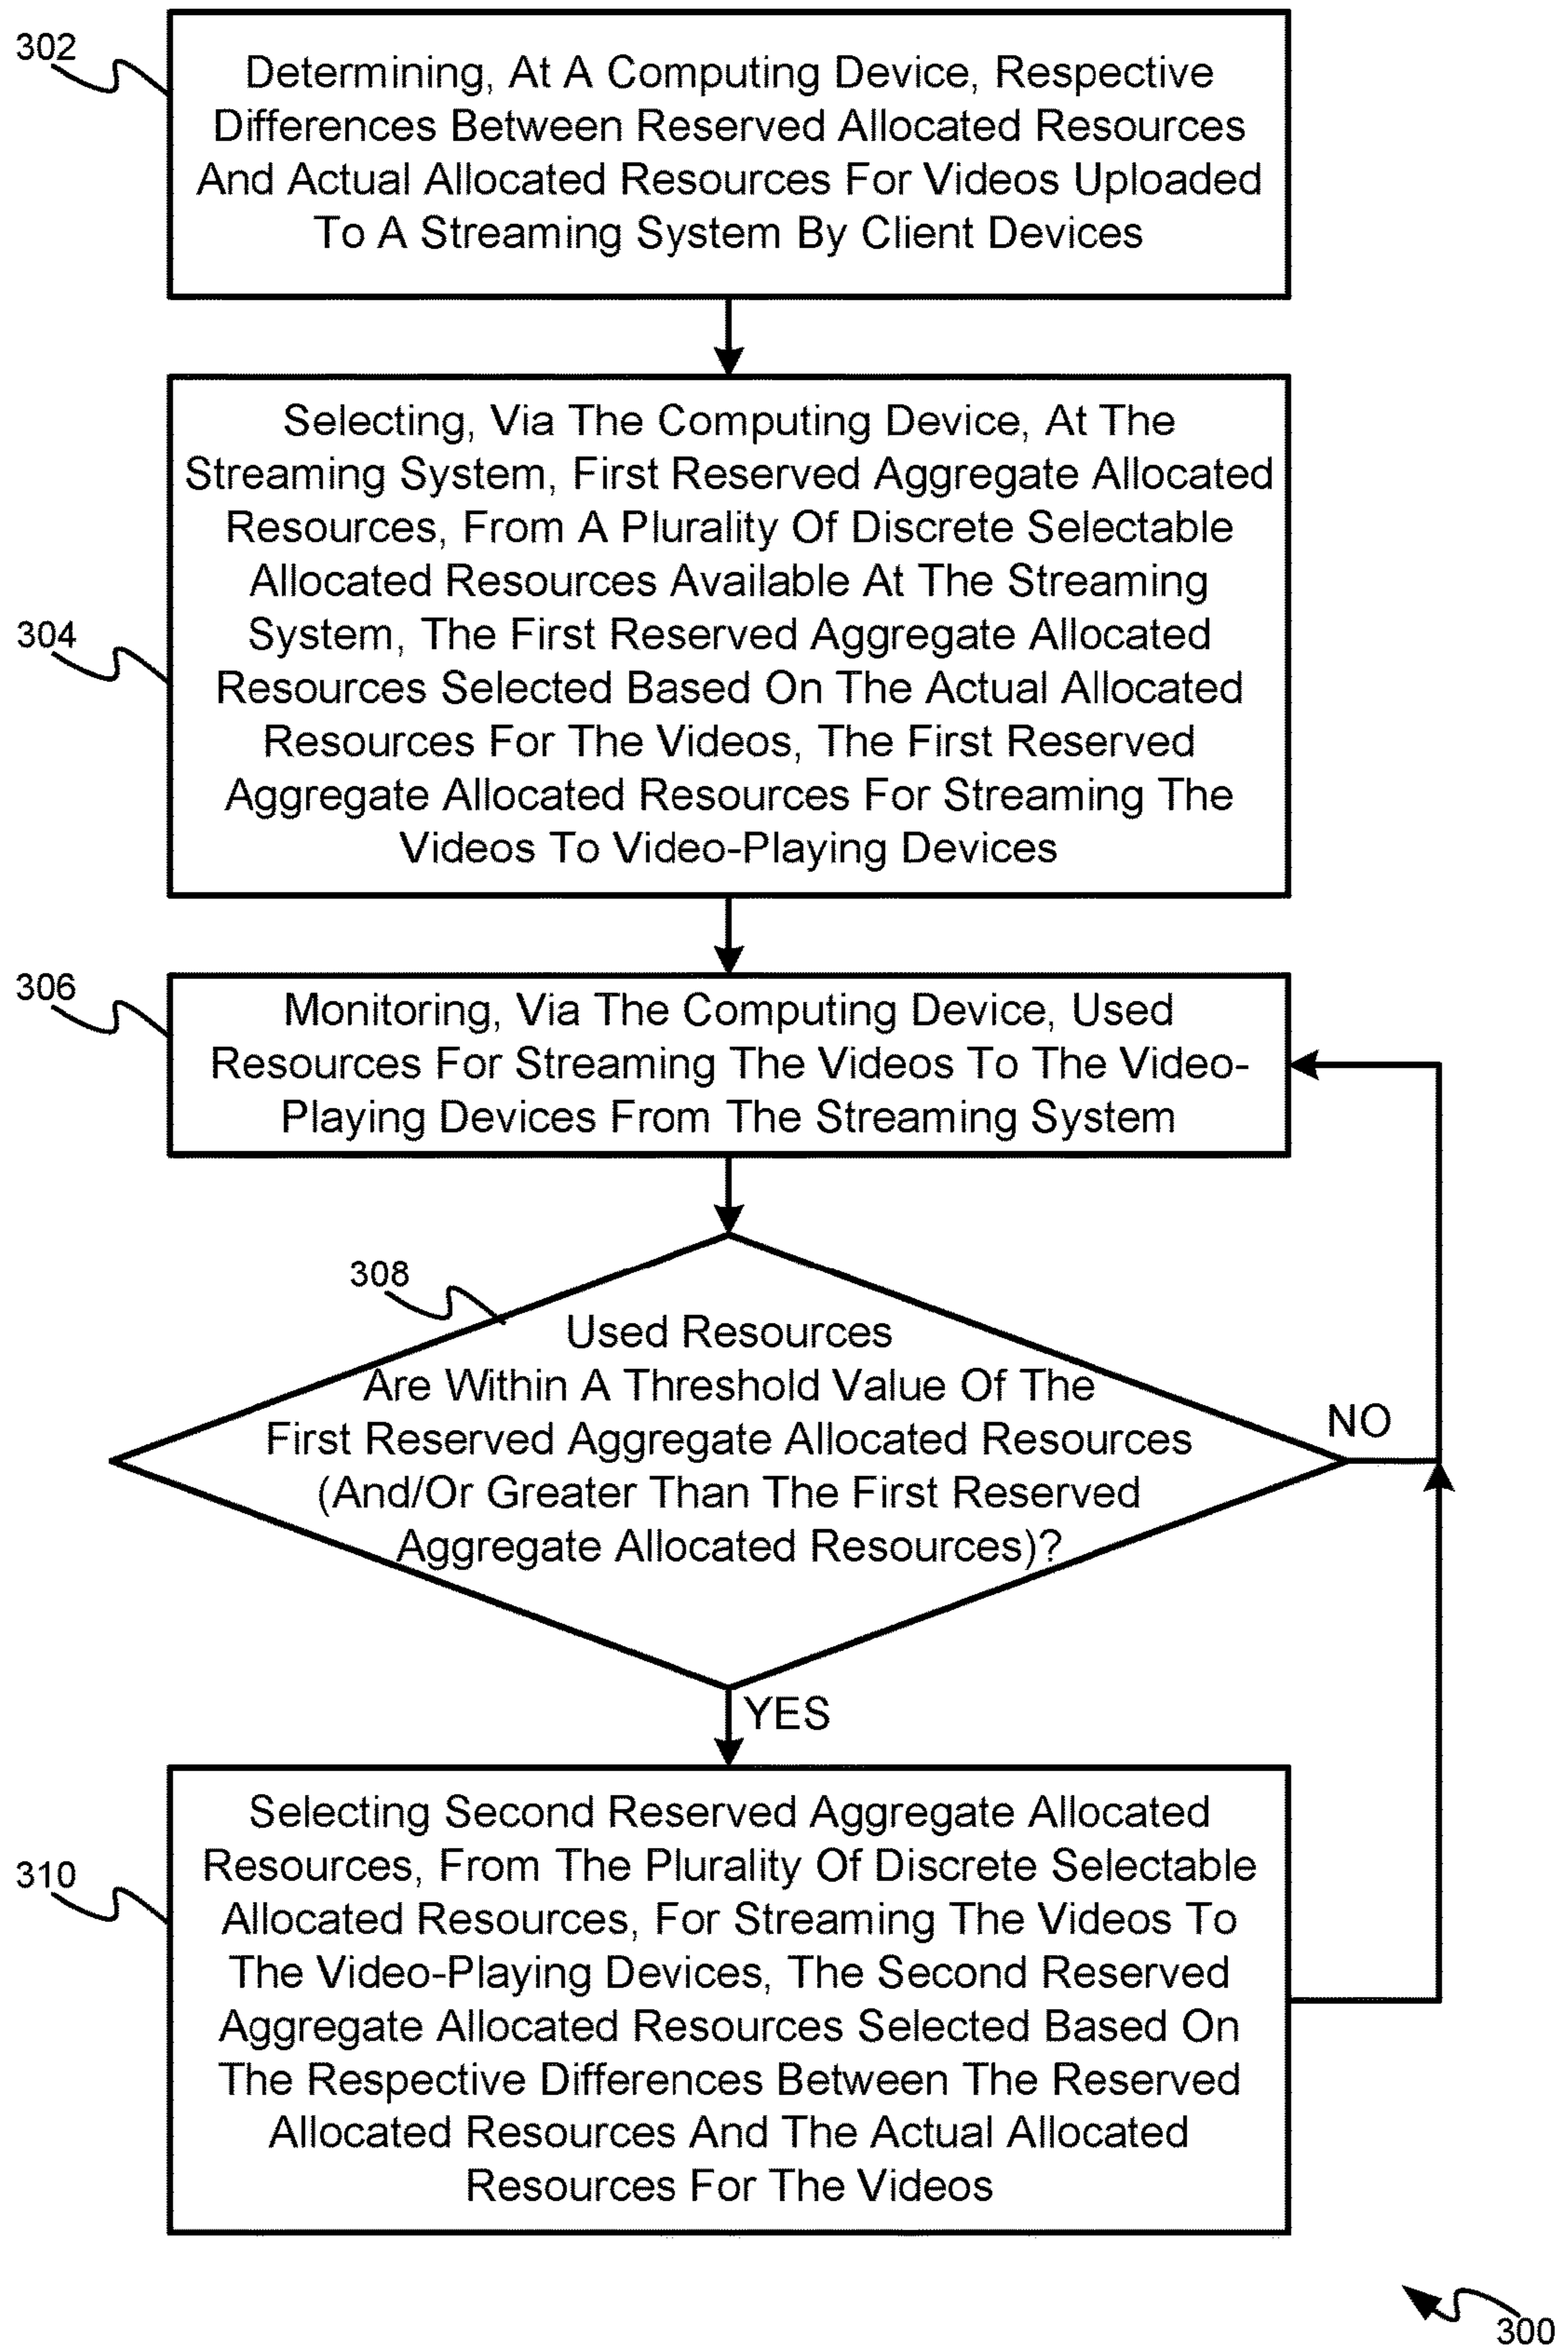 302
Determining, At A Computing Device, Respective
Differences Between Reserved Allocated Resources
And Actual Allocated Resources For Videos Uploaded
To A Streaming System By Client Devices
304
Selecting, Via The Computing Device, At The
Streaming System, First Reserved Aggregate Allocated
Resources, From A Plurality Of Discrete Selectable
Allocated Resources Available At The Streaming
System, The First Reserved Aggregate Allocated
Resources Selected Based On The Actual Allocated
Resources For The Videos, The First Reserved
Aggregate Allocated Resources For Streaming The
Videos To Video-Playing Devices
306
Monitoring, Via The Computing Device, Used
Resources For Streaming The Videos To The Video-
Playing Devices From The Streaming System
308
Used Resources
Are Within A Threshold Value Of The
First Reserved Aggregate Allocated Resources
(And/Or Greater Than The First Reserved
Aggregate Allocated Resources)?
NO
YES
310
Selecting Second Reserved Aggregate Allocated
Resources, From The Plurality Of Discrete Selectable
Allocated Resources, For Streaming The Videos To
The Video-Playing Devices, The Second Reserved
Aggregate Allocated Resources Selected Based On
The Respective Differences Between The Reserved
Allocated Resources And The Actual Allocated
Resources For The Videos
300